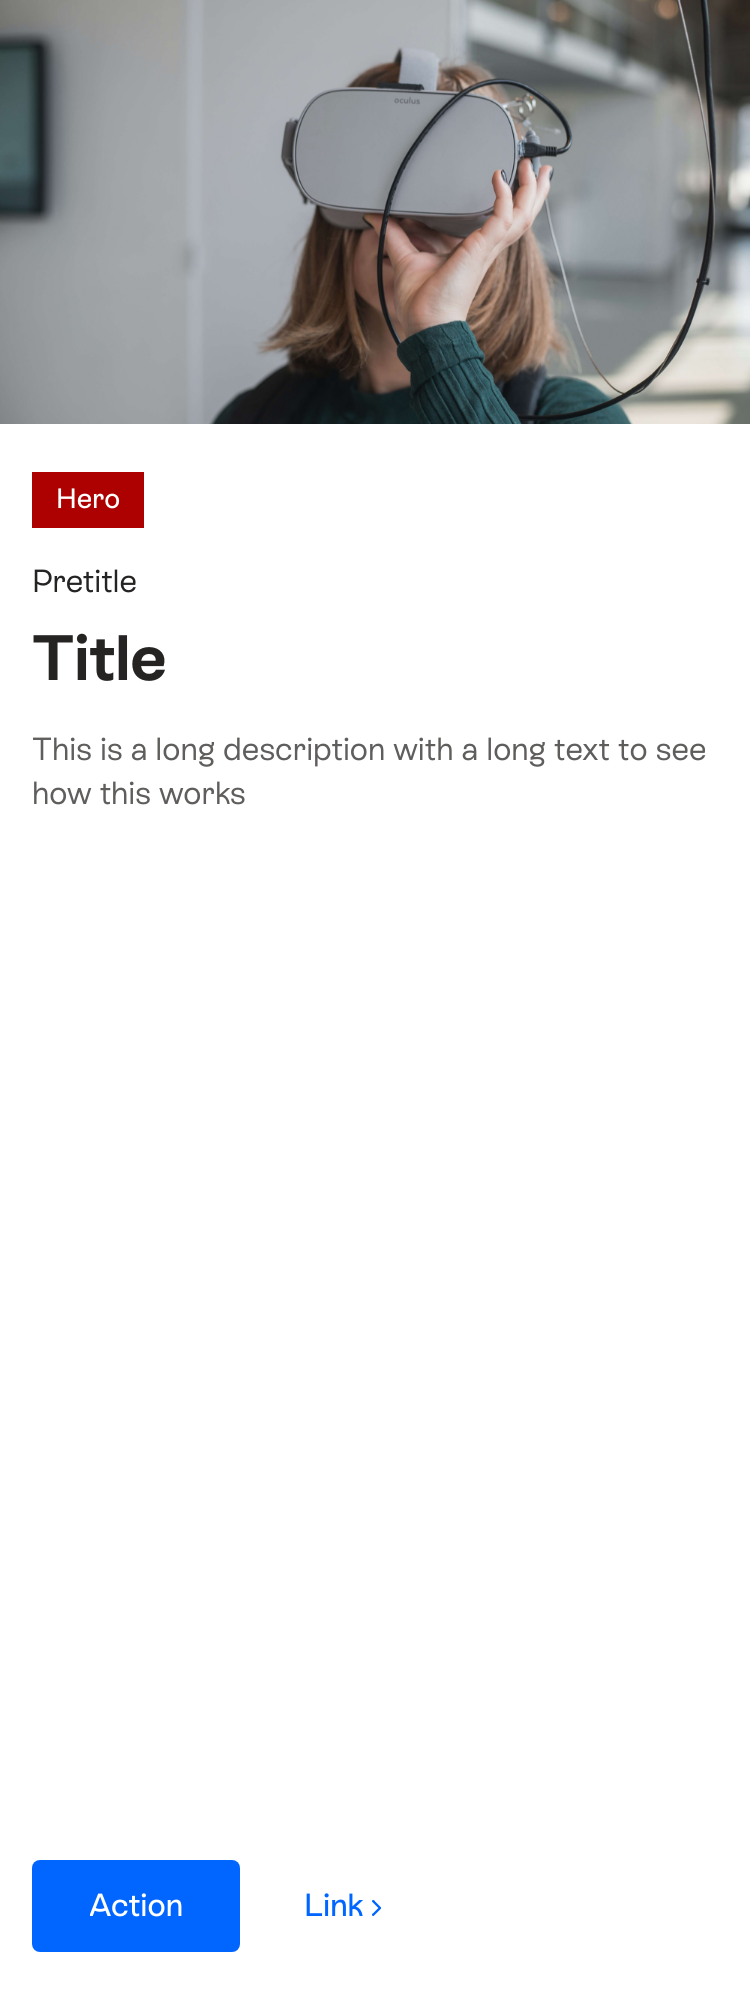 oculus
Hero
Pretitle
Title
This is a long description with a long text to see
how this works
Action
Link >